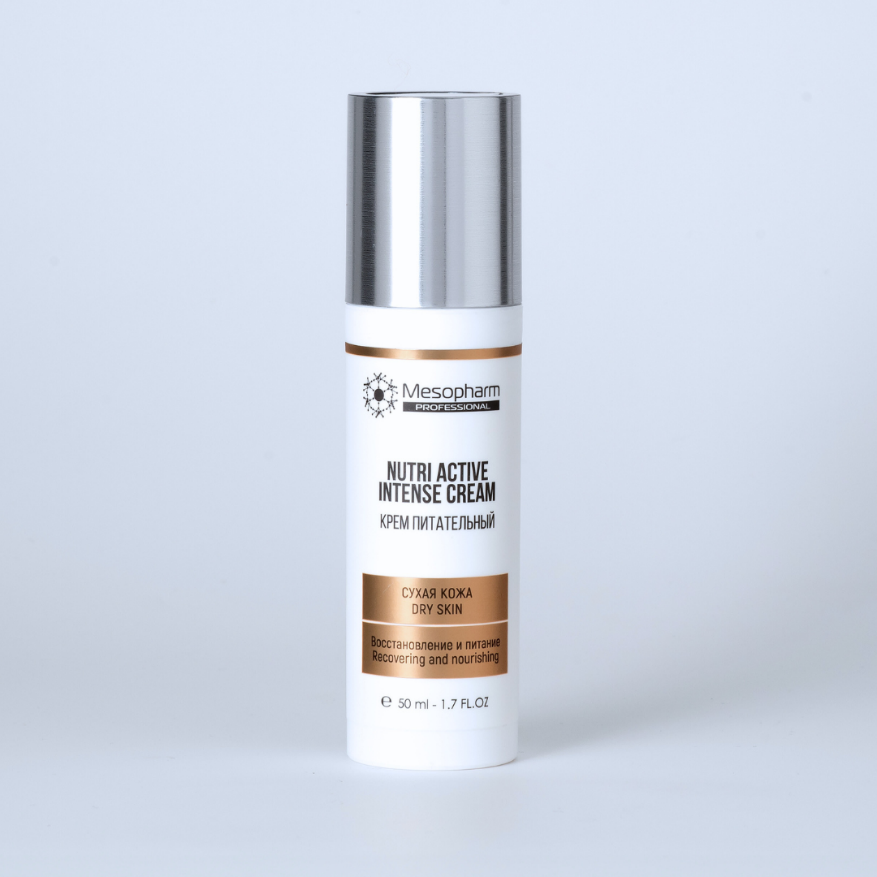 Mesopharm
PROFESSIONAL
NUTRI ACTIVE
INTENSE CREAM
КРЕМ ПИТАТЕЛЬНЫЙ
СУХАЯ КОЖА
DRY SKIN
Восстановление и питание
Recovering and nourishing
℮ 50 ml - 1.7 FL.OZ